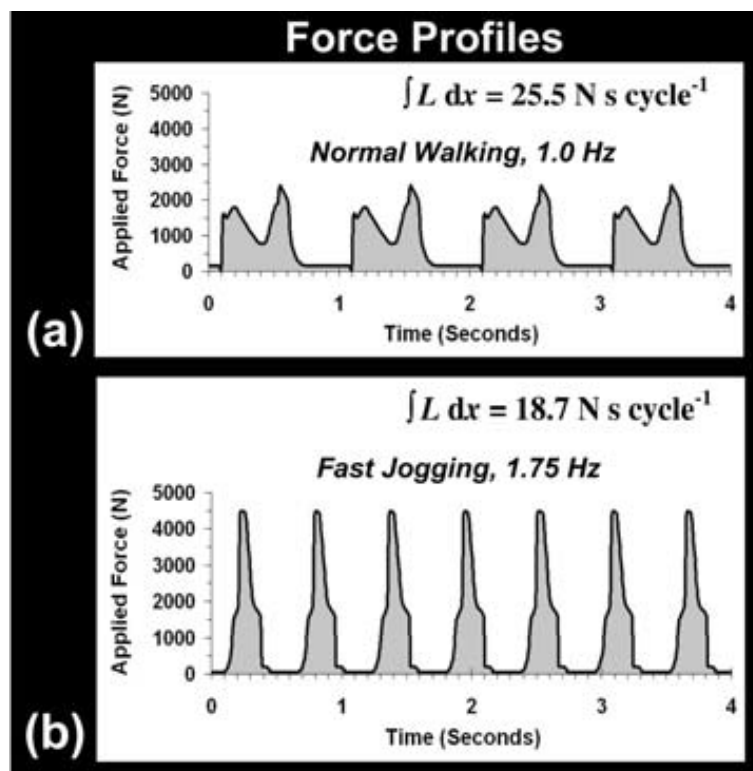 Force Profiles
∫L dx = 25.5 N s cycle⁻¹
Normal Walking, 1.0 Hz
Applied Force (N)
5000
4000
3000
2000
1000
0
0 1 2 3 4
Time (Seconds)
(a)
∫L dx = 18.7 N s cycle⁻¹
Fast Jogging, 1.75 Hz
Applied Force (N)
5000
4000
3000
2000
1000
0
0 1 2 3 4
Time (Seconds)
(b)